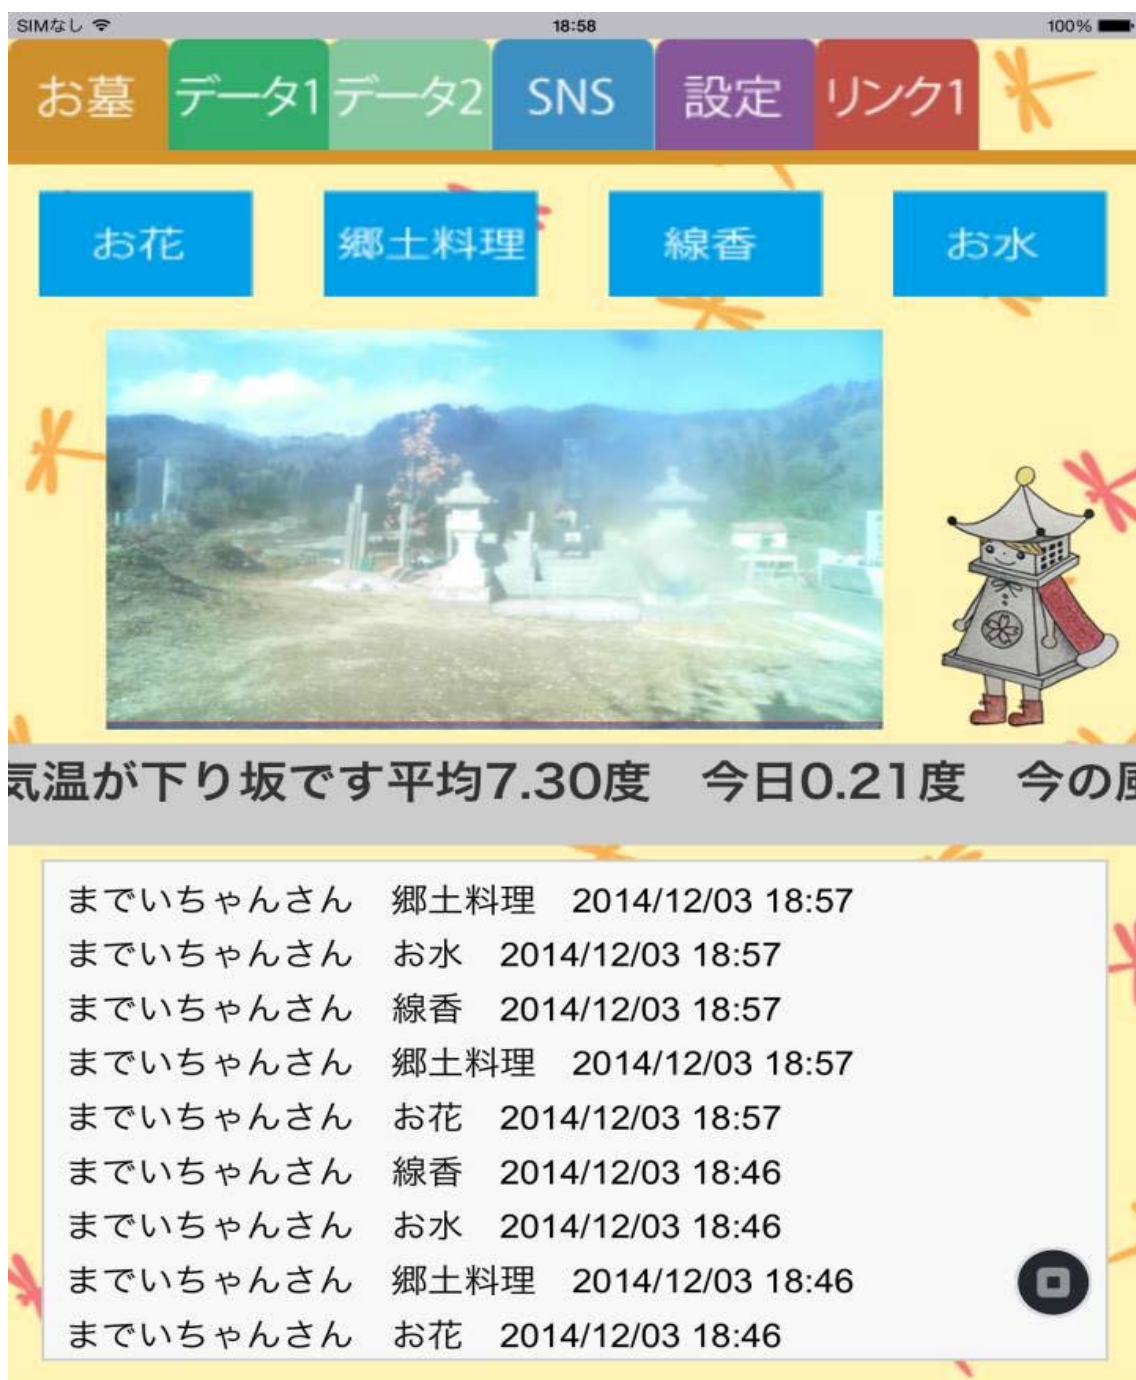 SIMなし 18:58 100%
お墓 データ1 データ2 SNS 設定 リンク1
お花 郷土料理 線香 お水
気温が下り坂です平均7.30度 今日0.21度 今の風
までいちゃんさん 郷土料理 2014/12/03 18:57
までいちゃんさん お水 2014/12/03 18:57
までいちゃんさん 線香 2014/12/03 18:57
までいちゃんさん 郷土料理 2014/12/03 18:57
までいちゃんさん お花 2014/12/03 18:57
までいちゃんさん 線香 2014/12/03 18:46
までいちゃんさん お水 2014/12/03 18:46
までいちゃんさん 郷土料理 2014/12/03 18:46
までいちゃんさん お花 2014/12/03 18:46